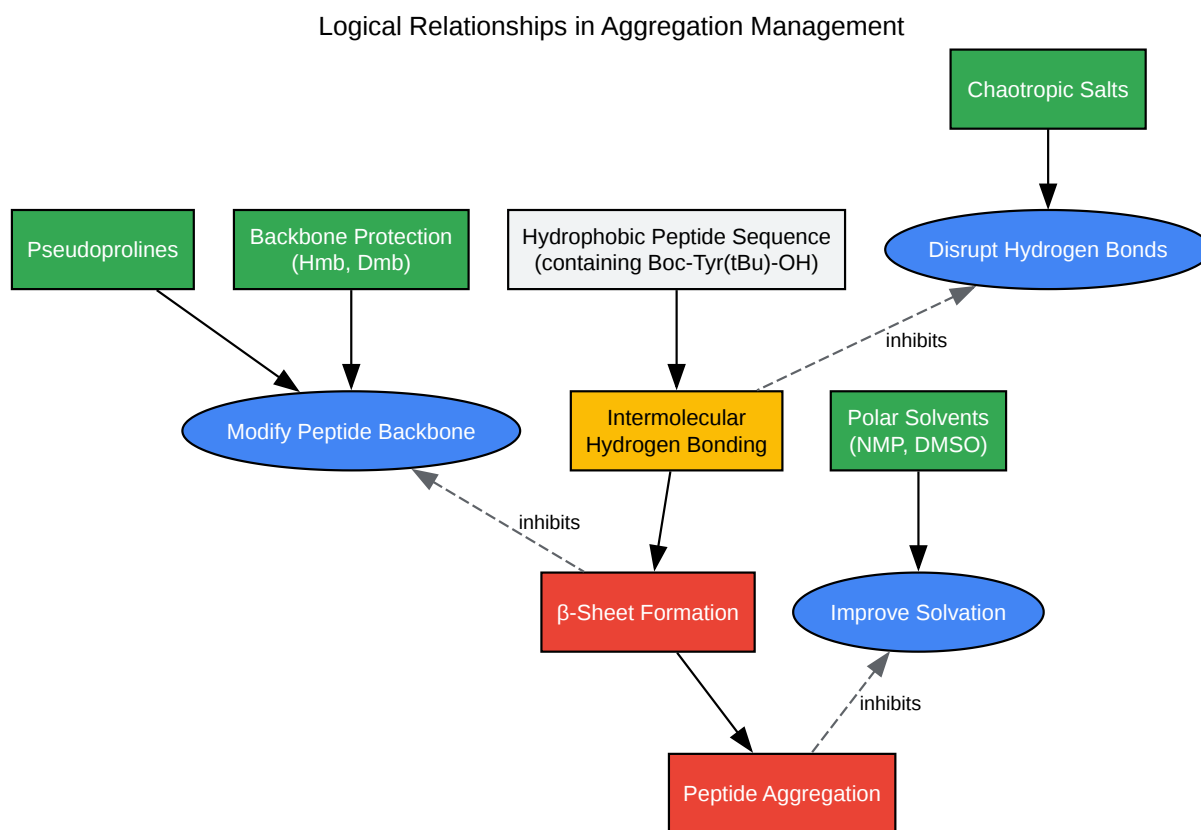 Logical Relationships in Aggregation Management
Chaotropic Salts
Pseudoprolines
Backbone Protection
(Hmb, Dmb)
Hydrophobic Peptide Sequence
(containing Boc-Tyr(tBu)-OH)
Disrupt Hydrogen Bonds
inhibits
Modify Peptide Backbone
Intermolecular
Hydrogen Bonding
Polar Solvents
(NMP, DMSO)
inhibits
β-Sheet Formation
Improve Solvation
inhibits
Peptide Aggregation